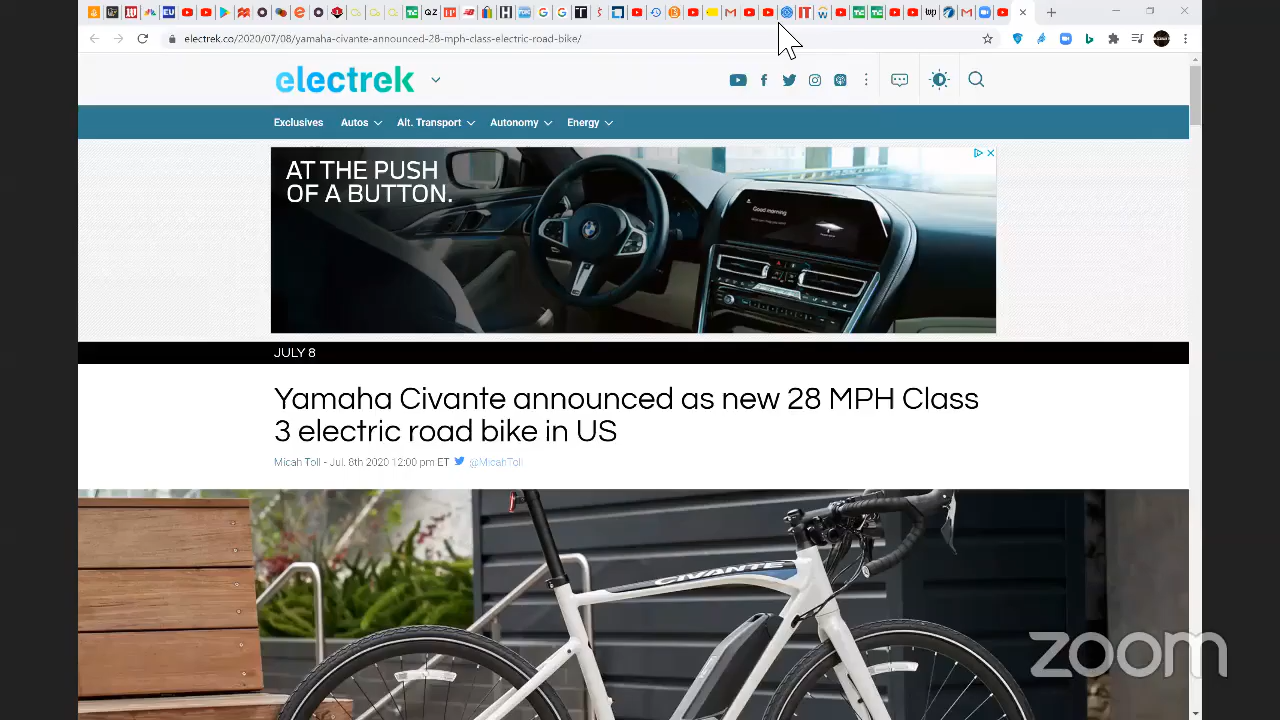 electrek.co/2020/07/08/yamaha-civante-announced-28-mph-class-electric-road-bike/
electrek
Exclusives Autos Alt. Transport Autonomy Energy
AT THE PUSH
OF A BUTTON.
Good morning
JULY 8
Yamaha Civante announced as new 28 MPH Class
3 electric road bike in US
Micah Toll - Jul. 8th 2020 12:00 pm ET @MicahToll
CIVANTE
zoom